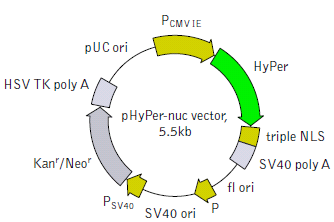 P CMV IE
pUC ori
HyPer
HSV TK poly A
pHyPer-nuc vector,
5.5kb
triple NLS
SV40 poly A
Kanʳ/Neoʳ
f1 ori
P
P SV40
SV40 ori